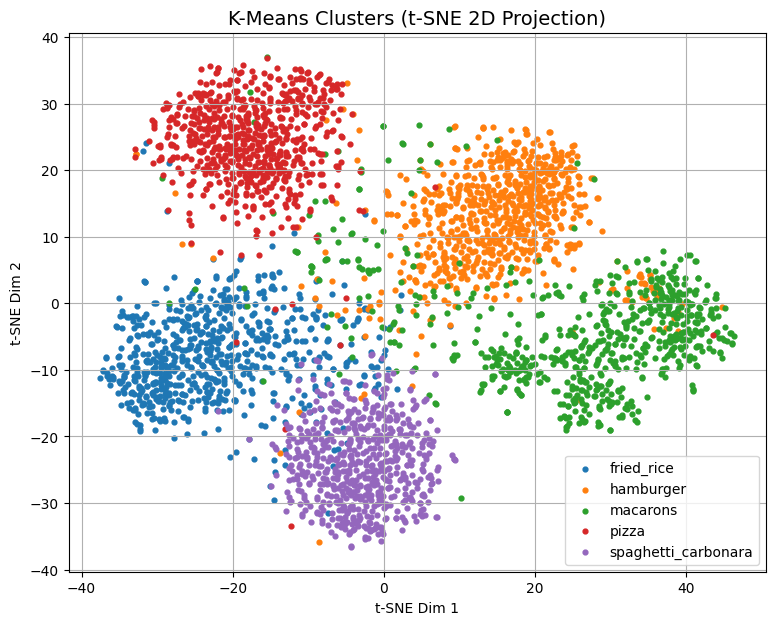 K-Means Clusters (t-SNE 2D Projection)
40
30
20
10
0
−10
−20
−30
−40
t-SNE Dim 2
−40
−20
0
20
40
t-SNE Dim 1
fried_rice
hamburger
macarons
pizza
spaghetti_carbonara